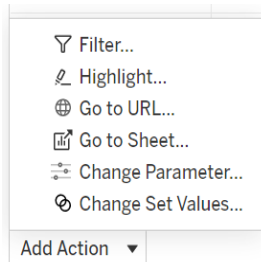 Filter...
Highlight...
Go to URL...
Go to Sheet...
Change Parameter...
Change Set Values...
Add Action